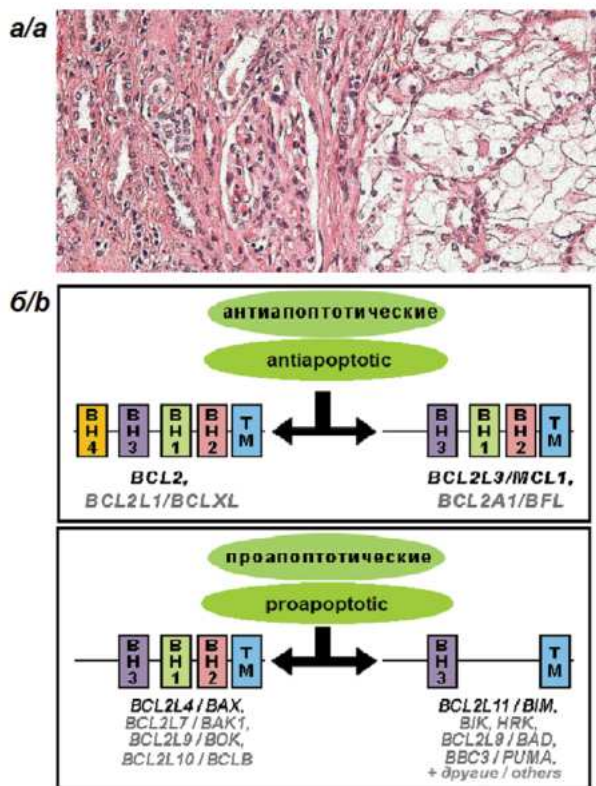 а/a
б/b
антиапоптотические
antiapoptotic
BH4 BH3 BH1 BH2 TM
BH3 BH1 BH2 TM
BCL2,
BCL2L1/BCLXL
BCL2L3/MCL1,
BCL2A1/BFL
проапоптотические
proapoptotic
BH3 BH1 BH2 TM
BH3 TM
BCL2L4 / BAX,
BCL2L7 / BAK1,
BCL2L9 / BOK,
BCL2L10 / BCLB
BCL2L11 / BIM,
BIK, HRK,
BCL2L8 / BAD,
BBC3 / PUMA,
+ другие / others